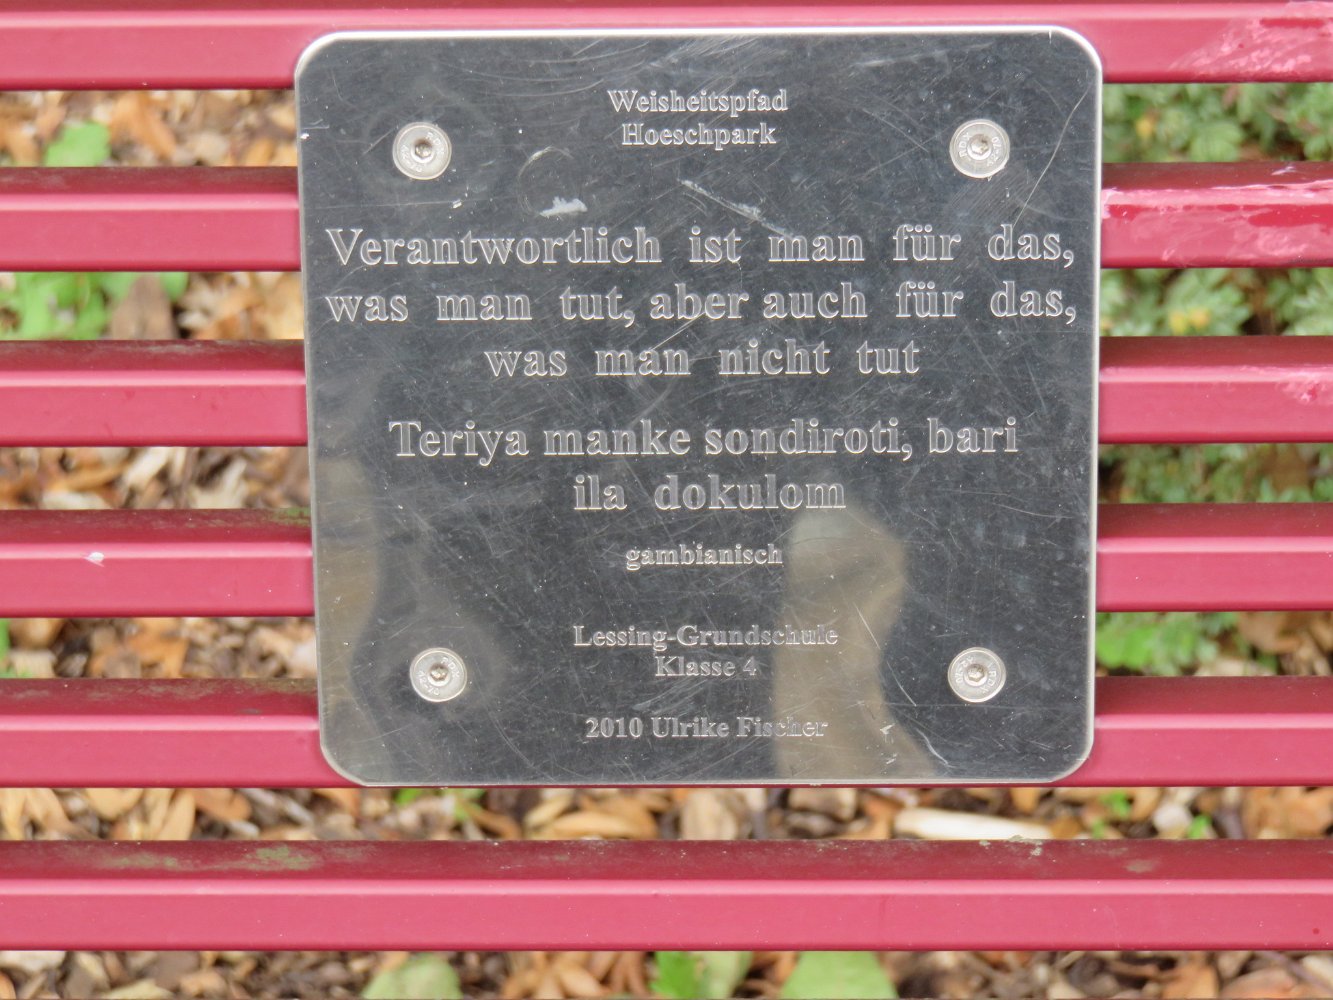 Weisheitspfad
Hoeschpark
Verantwortlich ist man für das,
was man tut, aber auch für das,
was man nicht tut
Teriya manke sondiroti, bari
ila dokulom
gambianisch
Lessing-Grundschule
Klasse 4
2010 Ulrike Fischer